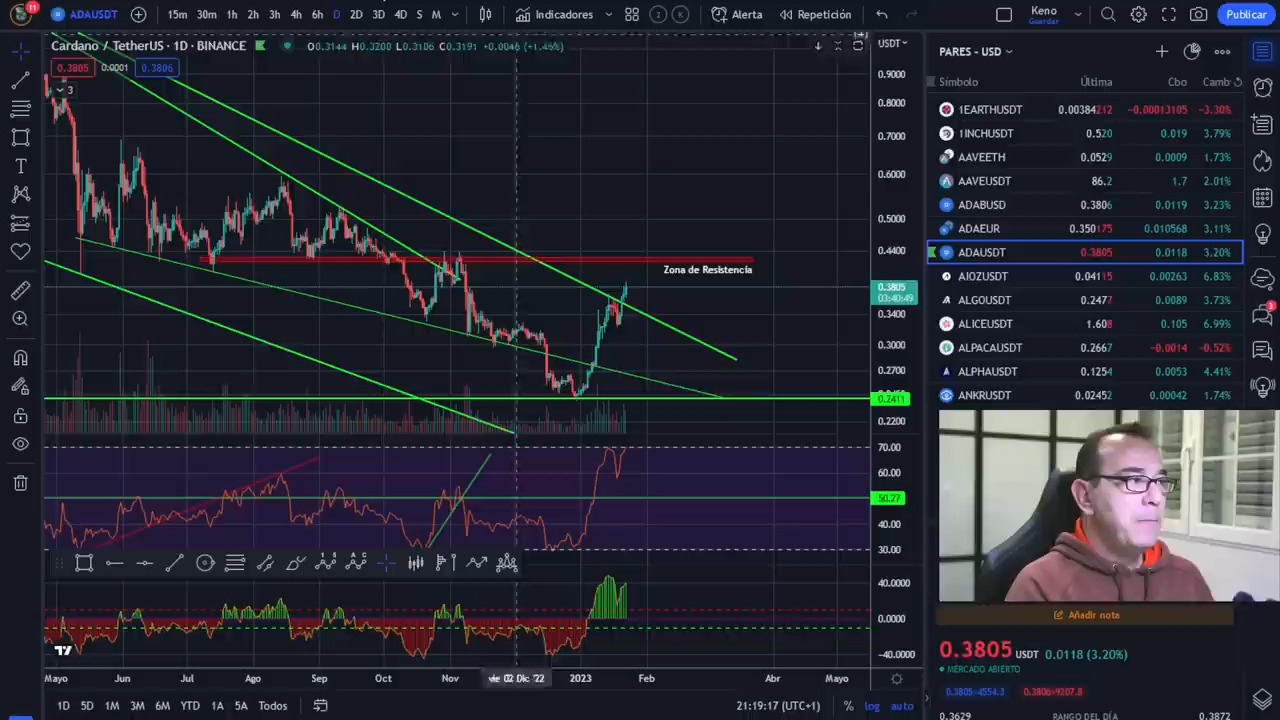 11
ADAUSDT
15m 30m 1h 2h 3h 4h 6h D 2D 3D 4D S M
Indicadores
Alerta
Repetición
Keno
Guardar
Publicar
Cardano / TetherUS · 1D · BINANCE
O0.3144 H0.3200 L0.3106 C0.3191 +0.0046 (+1.46%)
0.3805 0.0001 0.3806
3
USDT
0.9000
0.8000
0.7000
0.6000
0.5000
0.4400
0.3805
03:40:49
0.3400
0.3000
0.2700
0.2411
0.2200
Zona de Resistencia
70.00
60.00
50.27
40.00
30.00
40.0000
0.0000
-40.0000
Mayo Jun Jul Ago Sep Oct Nov vie 02 Dic '22 2023 Feb Abr Mayo
1D 5D 1M 3M 6M YTD 1A 5A Todos
21:19:17 (UTC+1) % log auto
PARES - USD
Símbolo Última Cbo Camb
1EARTHUSDT 0.00384212 -0.00013105 -3.30%
1INCHUSDT 0.520 0.019 3.79%
AAVEETH 0.0529 0.0009 1.73%
AAVEUSDT 86.2 1.7 2.01%
ADABUSD 0.3806 0.0119 3.23%
ADAEUR 0.350175 0.010568 3.11%
ADAUSDT 0.3805 0.0118 3.20%
AIOZUSDT 0.04115 0.00263 6.83%
ALGOUSDT 0.2477 0.0089 3.73%
ALICEUSDT 1.608 0.105 6.99%
ALPACAUSDT 0.2667 -0.0014 -0.52%
ALPHAUSDT 0.1254 0.0053 4.41%
ANKRUSDT 0.02452 0.00042 1.74%
3
Añadir nota
0.3805 USDT 0.0118 (3.20%)
MERCADO ABIERTO
0.3805×4554.3 0.3806×9207.8
0.3629 RANGO DEL DÍA 0.3872